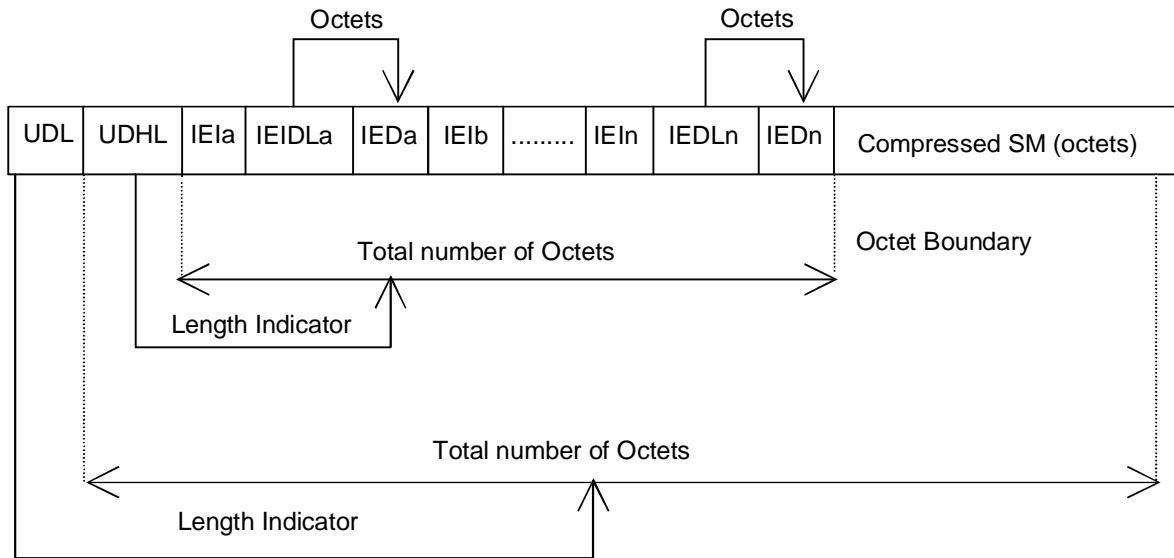 Octets Octets
UDL UDHL IEIa IEIDLa IEDa IEIb ......... IEIn IEDLn IEDn Compressed SM (octets)
Total number of Octets Octet Boundary
Length Indicator
Total number of Octets
Length Indicator